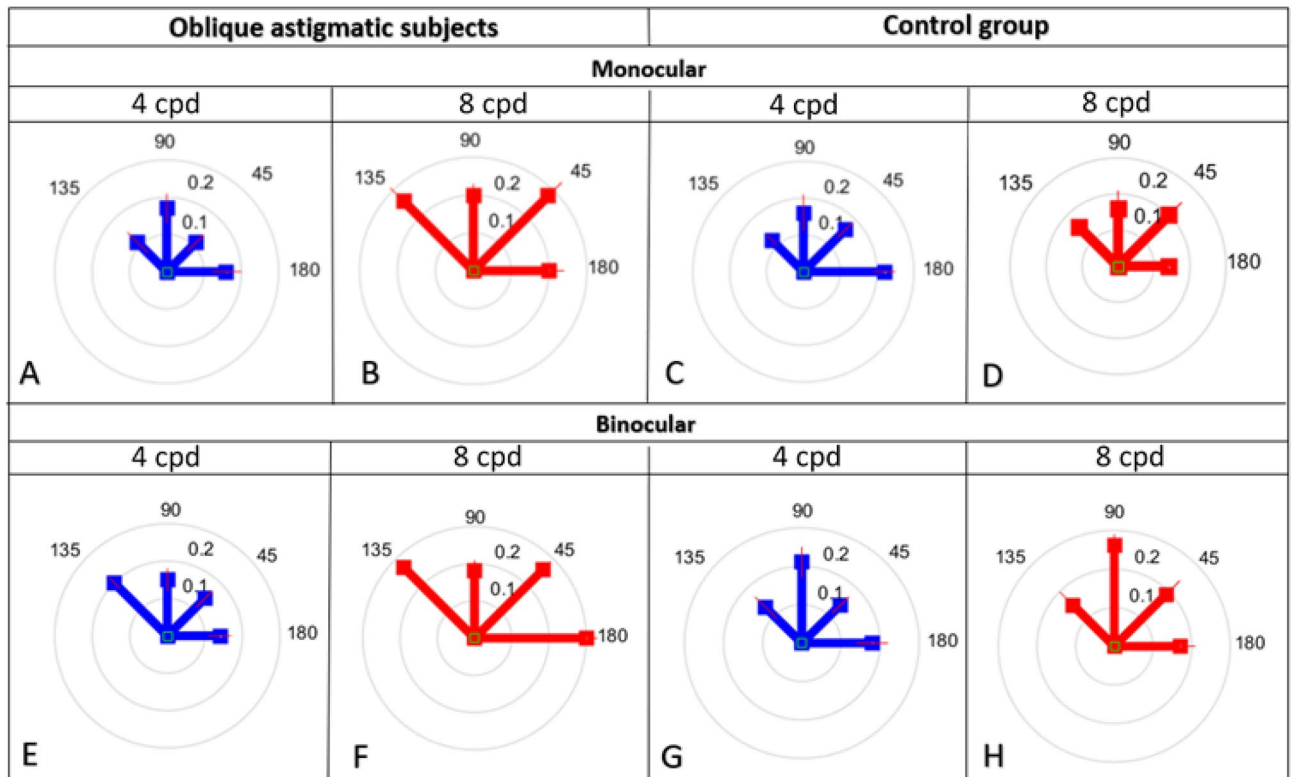 Oblique astigmatic subjects Control group
Monocular
4 cpd 8 cpd 4 cpd 8 cpd
90 90 90 90
135 45 135 45 135 45 135 45
0.2 0.2 0.2 0.2
0.1 0.1 0.1 0.1
180 180 180 180
A B C D
Binocular
4 cpd 8 cpd 4 cpd 8 cpd
90 90 90 90
135 45 135 45 135 45 135 45
0.2 0.2 0.2 0.2
0.1 0.1 0.1 0.1
180 180 180 180
E F G H